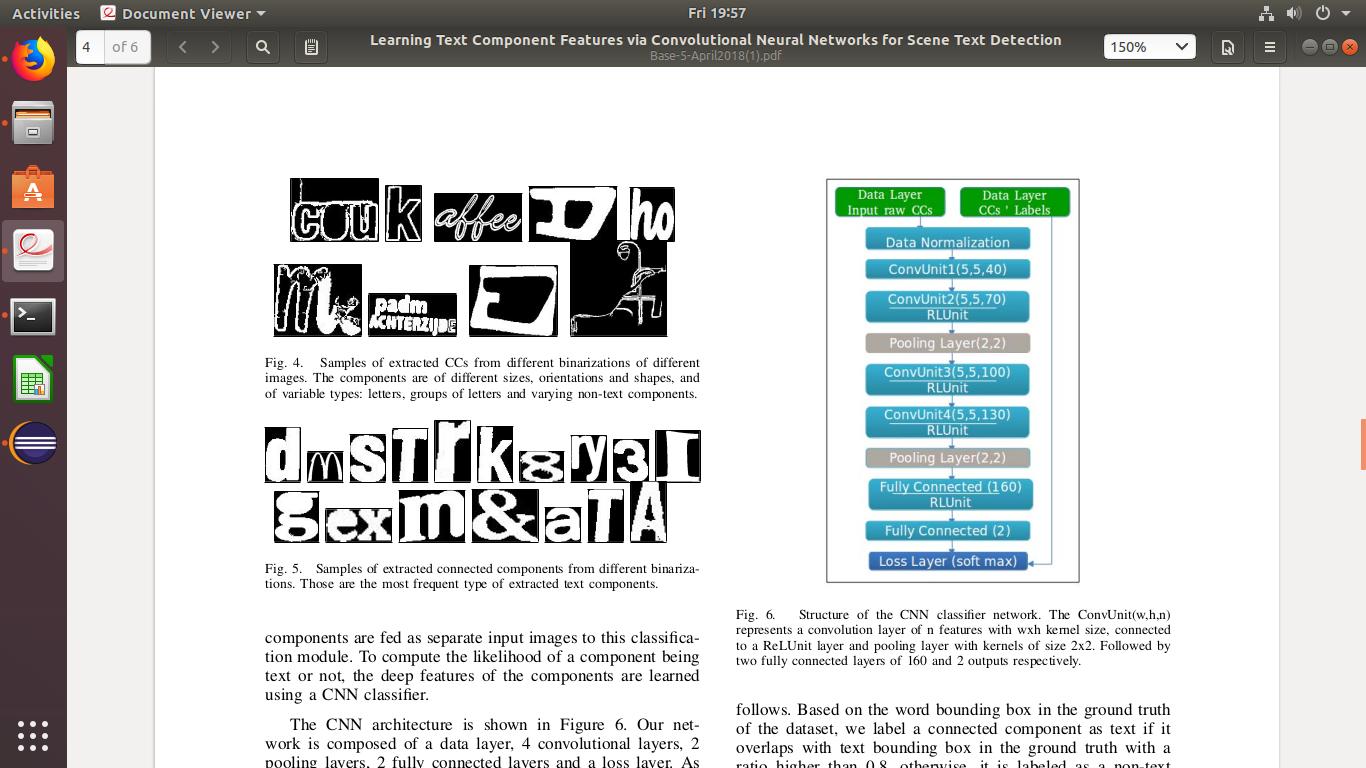 Activities
Document Viewer
Fri 19:57
4
of 6
Learning Text Component Features via Convolutional Neural Networks for Scene Text Detection
Base-5-April2018(1).pdf
150%
cou
k
affee
D
ho
m
padm
ACHTERZIJDE
E
Fig. 4. Samples of extracted CCs from different binarizations of different
images. The components are of different sizes, orientations and shapes, and
of variable types: letters, groups of letters and varying non-text components.
d m S T r k 8 ry 3 I
g ex m & a T A
Fig. 5. Samples of extracted connected components from different binariza-
tions. Those are the most frequent type of extracted text components.
components are fed as separate input images to this classifica-
tion module. To compute the likelihood of a component being
text or not, the deep features of the components are learned
using a CNN classifier.
The CNN architecture is shown in Figure 6. Our net-
work is composed of a data layer, 4 convolutional layers, 2
pooling layers, 2 fully connected layers and a loss layer. As
Data Layer
Input raw CCs
Data Layer
CCs ' Labels
Data Normalization
ConvUnit1(5,5,40)
ConvUnit2(5,5,70)
RLUnit
Pooling Layer(2,2)
ConvUnit3(5,5,100)
RLUnit
ConvUnit4(5,5,130)
RLUnit
Pooling Layer(2,2)
Fully Connected (160)
RLUnit
Fully Connected (2)
Loss Layer (soft max)
Fig. 6. Structure of the CNN classifier network. The ConvUnit(w,h,n)
represents a convolution layer of n features with wxh kernel size, connected
to a ReLUnit layer and pooling layer with kernels of size 2x2. Followed by
two fully connected layers of 160 and 2 outputs respectively.
follows. Based on the word bounding box in the ground truth
of the dataset, we label a connected component as text if it
overlaps with text bounding box in the ground truth with a
ratio higher than 0.8, otherwise, it is labeled as a non-text